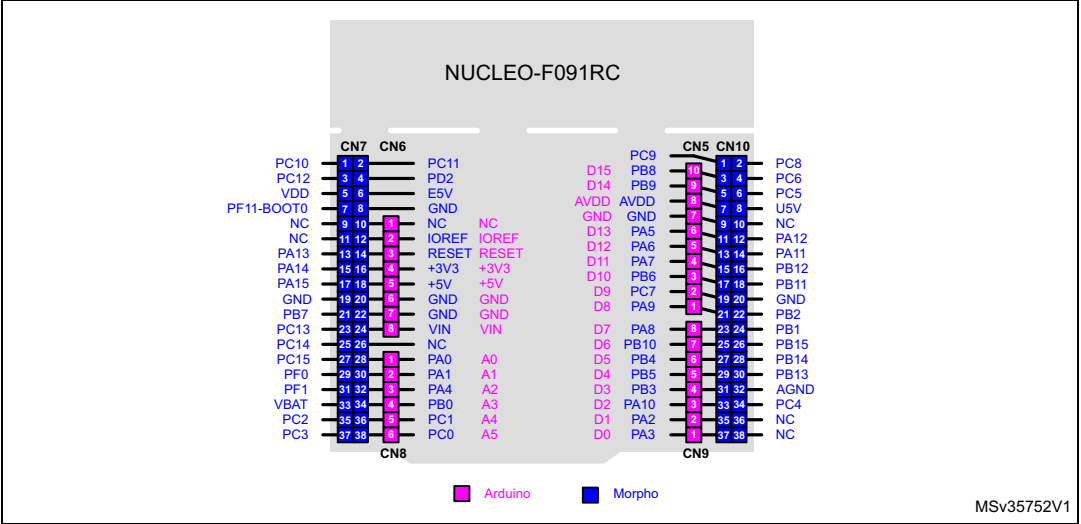 NUCLEO-F091RC
CN7 CN6 CN5 CN10
PC9
PC10 1 2 PC11 D15 PB8 10 1 2 PC8
PC12 3 4 PD2 D14 PB9 9 3 4 PC6
VDD 5 6 E5V AVDD AVDD 8 5 6 PC5
PF11-BOOT0 7 8 GND GND GND 7 7 8 U5V
NC 9 10 1 NC NC D13 PA5 6 9 10 NC
NC 11 12 2 IOREF IOREF D12 PA6 5 11 12 PA12
PA13 13 14 3 RESET RESET D11 PA7 4 13 14 PA11
PA14 15 16 4 +3V3 +3V3 D10 PB6 3 15 16 PB12
PA15 17 18 5 +5V +5V D9 PC7 2 17 18 PB11
GND 19 20 6 GND GND D8 PA9 1 19 20 GND
PB7 21 22 7 GND GND 21 22 PB2
PC13 23 24 8 VIN VIN D7 PA8 8 23 24 PB1
PC14 25 26 NC D6 PB10 7 25 26 PB15
PC15 27 28 1 PA0 A0 D5 PB4 6 27 28 PB14
PF0 29 30 2 PA1 A1 D4 PB5 5 29 30 PB13
PF1 31 32 3 PA4 A2 D3 PB3 4 31 32 AGND
VBAT 33 34 4 PB0 A3 D2 PA10 3 33 34 PC4
PC2 35 36 5 PC1 A4 D1 PA2 2 35 36 NC
PC3 37 38 6 PC0 A5 D0 PA3 1 37 38 NC
CN8 CN9
Arduino Morpho
MSv35752V1